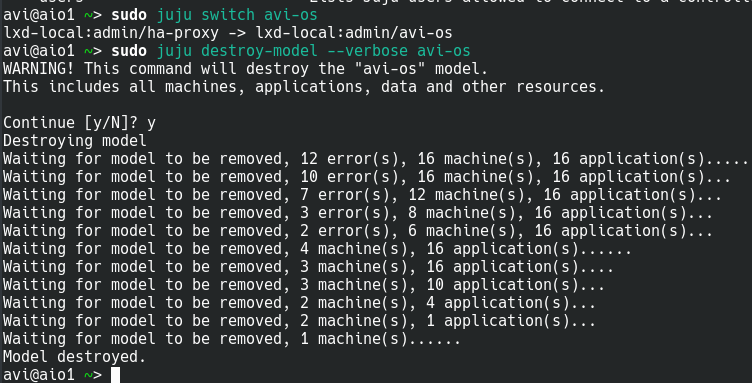 avi@aio1 ~> sudo juju switch avi-os
lxd-local:admin/ha-proxy -> lxd-local:admin/avi-os
avi@aio1 ~> sudo juju destroy-model --verbose avi-os
WARNING! This command will destroy the "avi-os" model.
This includes all machines, applications, data and other resources.
Continue [y/N]? y
Destroying model
Waiting for model to be removed, 12 error(s), 16 machine(s), 16 application(s).....
Waiting for model to be removed, 10 error(s), 16 machine(s), 16 application(s)...
Waiting for model to be removed, 7 error(s), 12 machine(s), 16 application(s)...
Waiting for model to be removed, 3 error(s), 8 machine(s), 16 application(s)...
Waiting for model to be removed, 2 error(s), 6 machine(s), 16 application(s)...
Waiting for model to be removed, 4 machine(s), 16 application(s)......
Waiting for model to be removed, 3 machine(s), 16 application(s)....
Waiting for model to be removed, 3 machine(s), 10 application(s)...
Waiting for model to be removed, 2 machine(s), 4 application(s)...
Waiting for model to be removed, 2 machine(s), 1 application(s)...
Waiting for model to be removed, 1 machine(s)......
Model destroyed.
avi@aio1 ~>